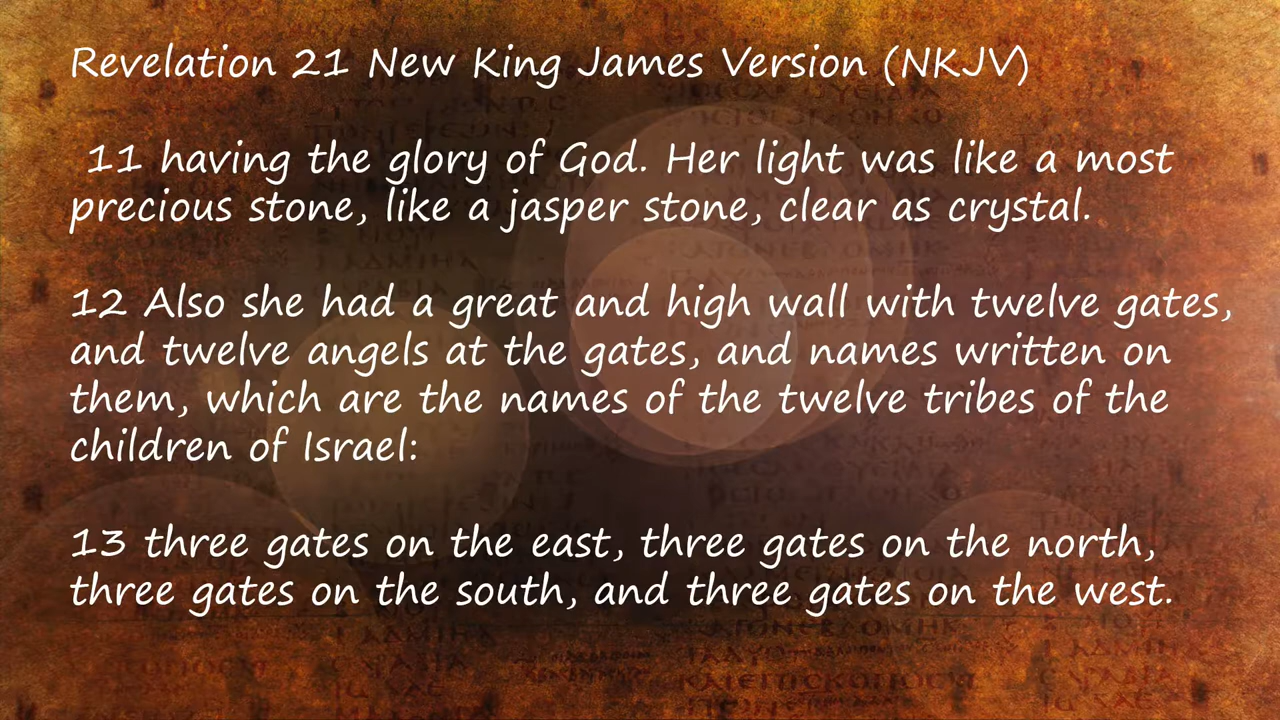 Revelation 21 New King James Version (NKJV)
11 having the glory of God. Her light was like a most
precious stone, like a jasper stone, clear as crystal.
12 Also she had a great and high wall with twelve gates,
and twelve angels at the gates, and names written on
them, which are the names of the twelve tribes of the
children of Israel:
13 three gates on the east, three gates on the north,
three gates on the south, and three gates on the west.